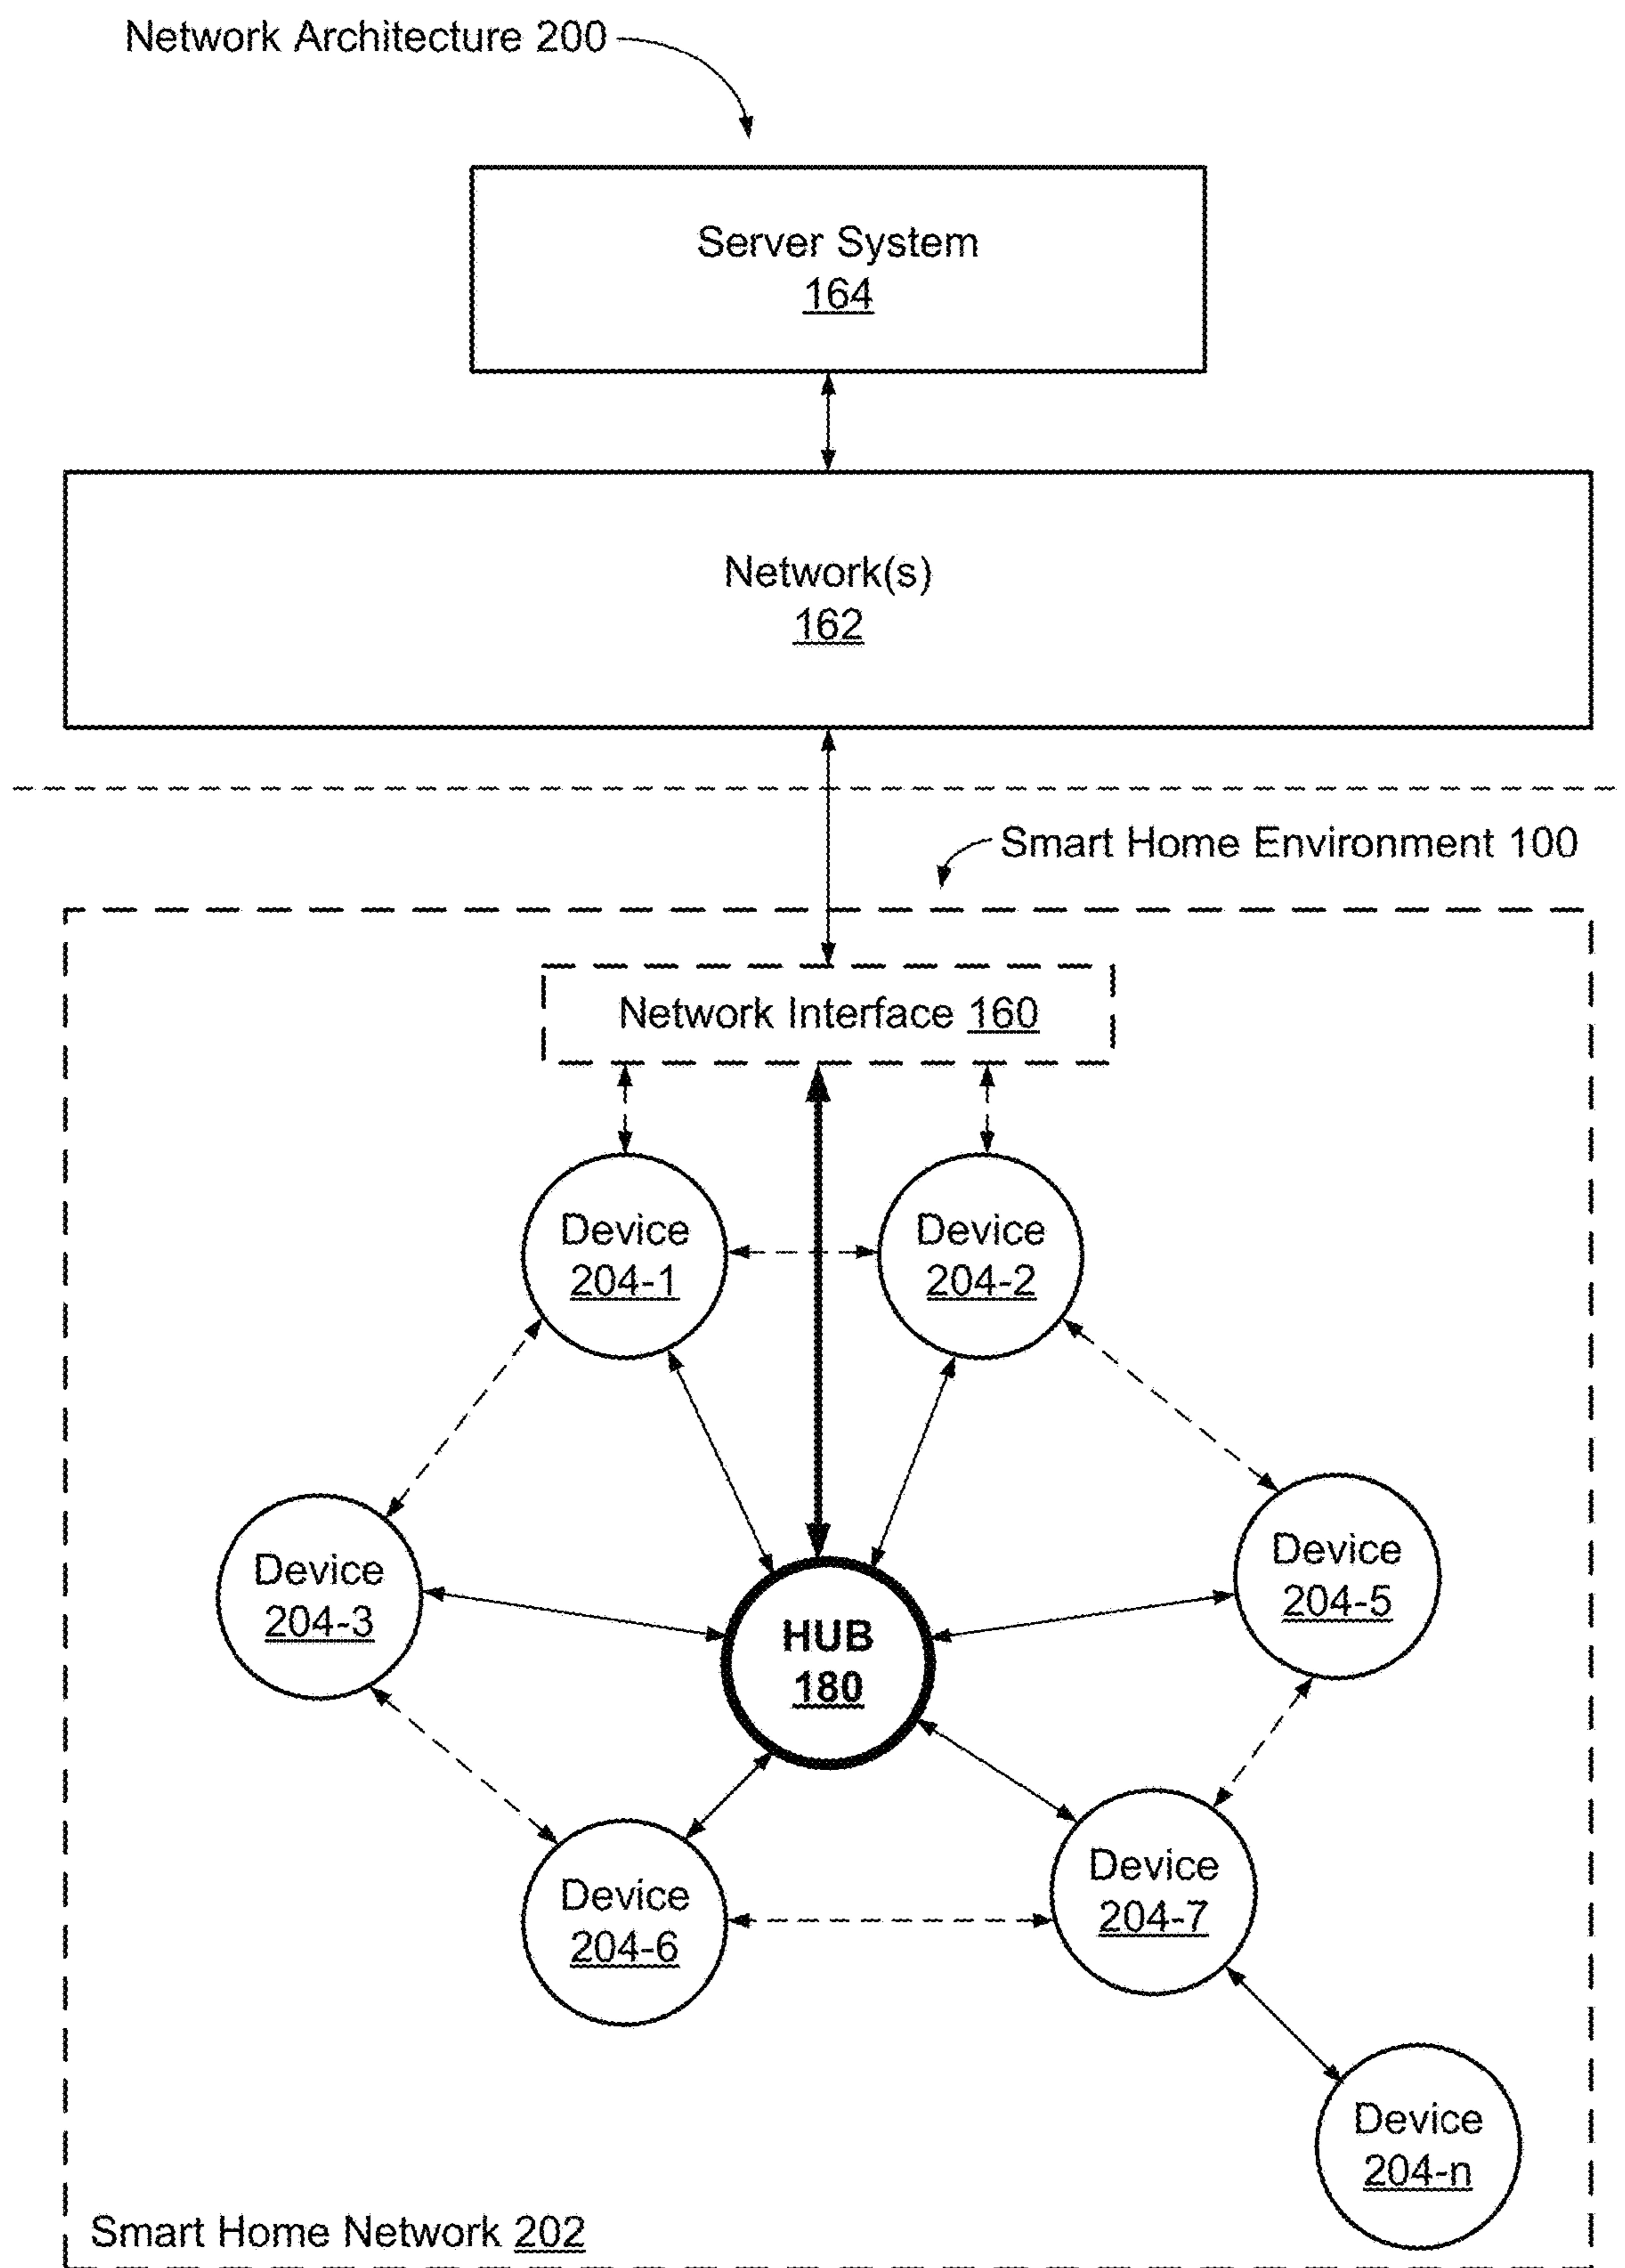 Network Architecture 200
Server System
164
Network(s)
162
Smart Home Environment 100
Network Interface 160
Device
204-1
Device
204-2
Device
204-3
Device
204-5
HUB
180
Device
204-6
Device
204-7
Device
204-n
Smart Home Network 202